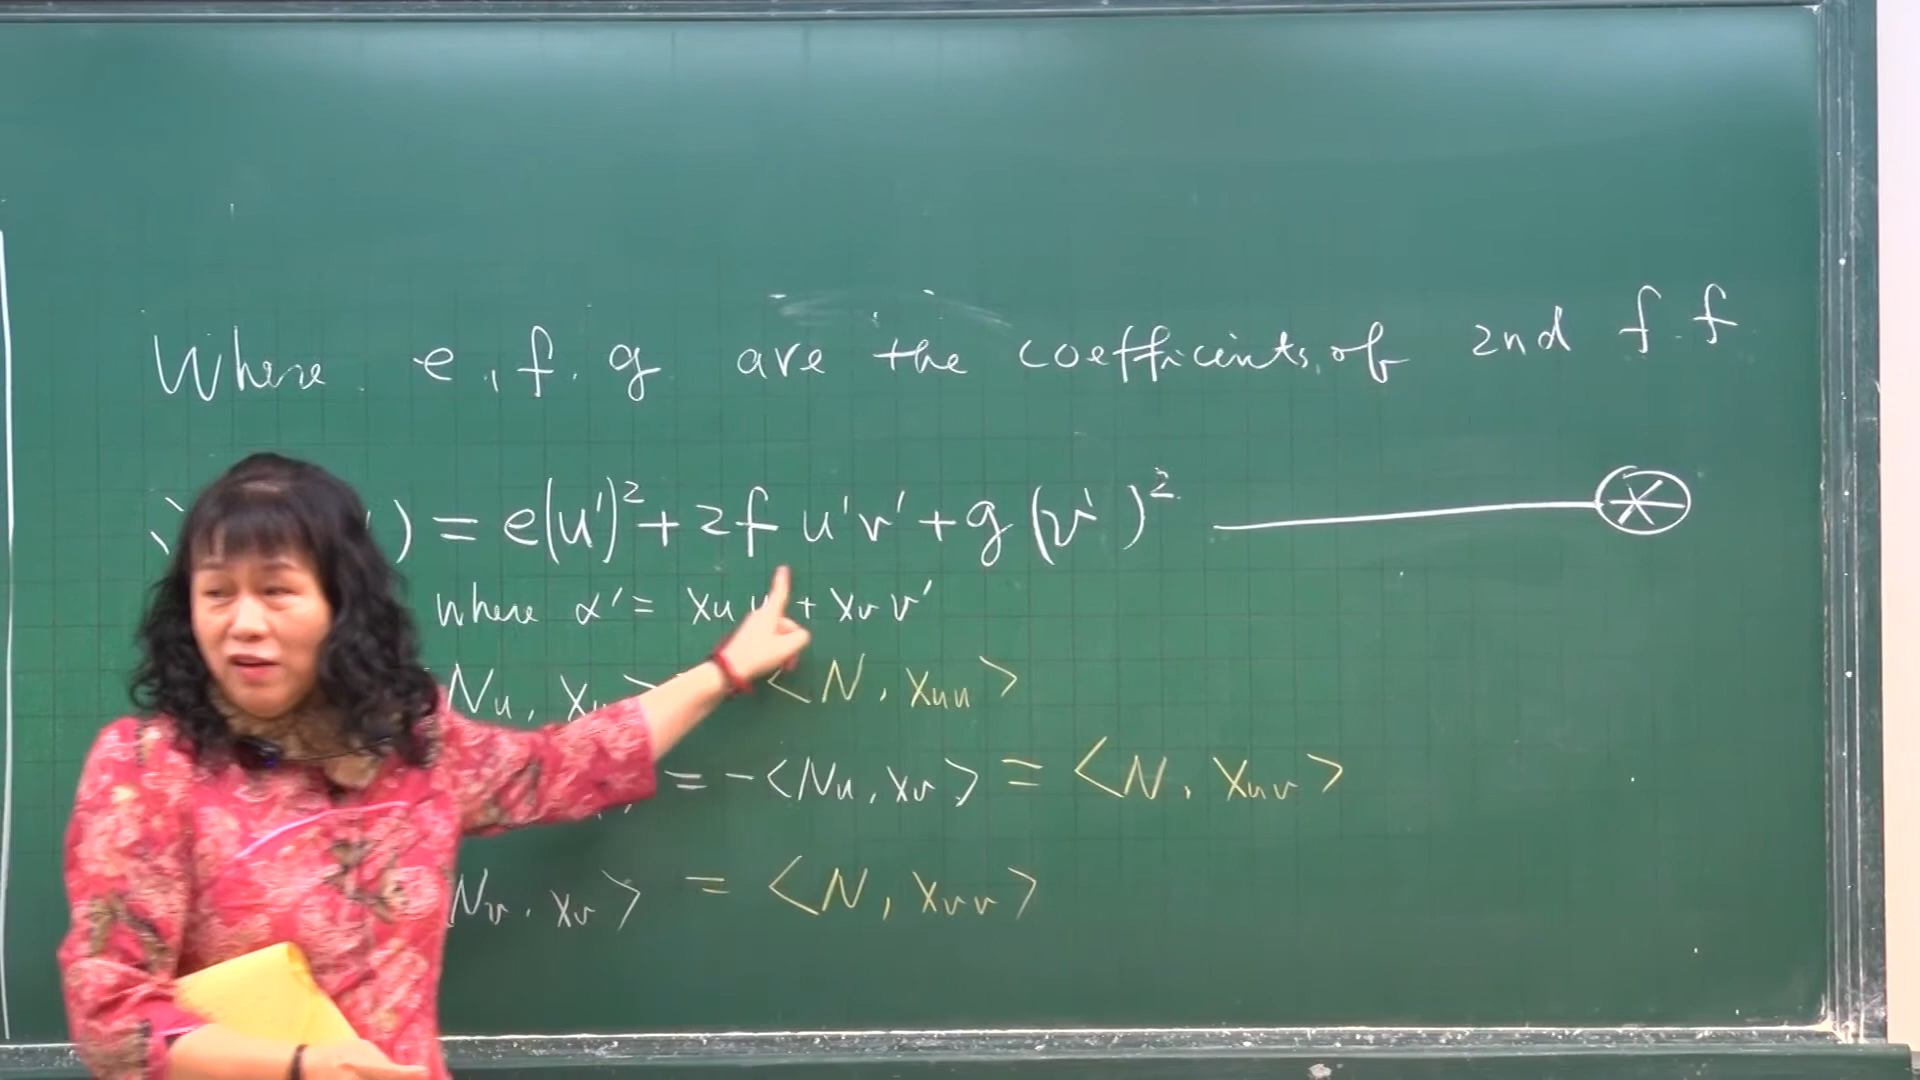 Where e, f, g are the coefficients of 2nd f.f
') = e(u')² + 2f u'v' + g(v')² ⊛
where α' = Xu u' + Xv v'
Nu, Xu> = <N, Xuu>
= -<Nu, Xv> = <N, Xuv>
Nv, Xv> = <N, Xvv>